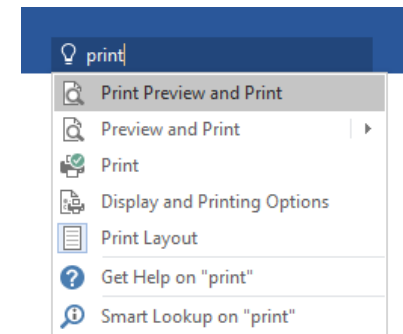 print
Print Preview and Print
Preview and Print
Print
Display and Printing Options
Print Layout
Get Help on "print"
Smart Lookup on "print"